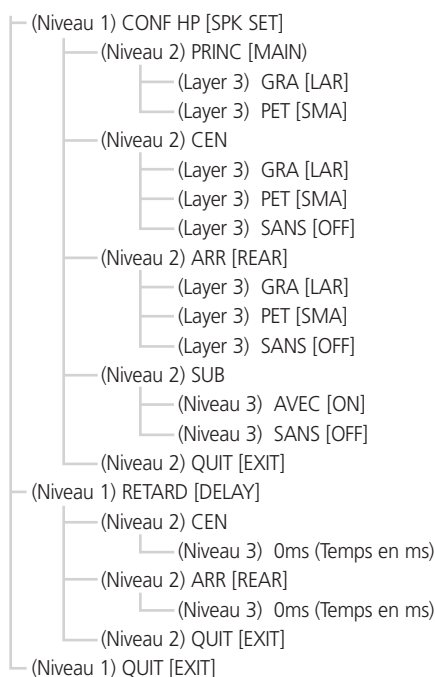 (Niveau 1) CONF HP [SPK SET]
(Niveau 2) PRINC [MAIN)
(Layer 3) GRA [LAR]
(Layer 3) PET [SMA]
(Niveau 2) CEN
(Layer 3) GRA [LAR]
(Layer 3) PET [SMA]
(Layer 3) SANS [OFF]
(Niveau 2) ARR [REAR]
(Layer 3) GRA [LAR]
(Layer 3) PET [SMA]
(Layer 3) SANS [OFF]
(Niveau 2) SUB
(Niveau 3) AVEC [ON]
(Niveau 3) SANS [OFF]
(Niveau 2) QUIT [EXIT]
(Niveau 1) RETARD [DELAY]
(Niveau 2) CEN
(Niveau 3) 0ms (Temps en ms)
(Niveau 2) ARR [REAR]
(Niveau 3) 0ms (Temps en ms)
(Niveau 2) QUIT [EXIT]
(Niveau 1) QUIT [EXIT]